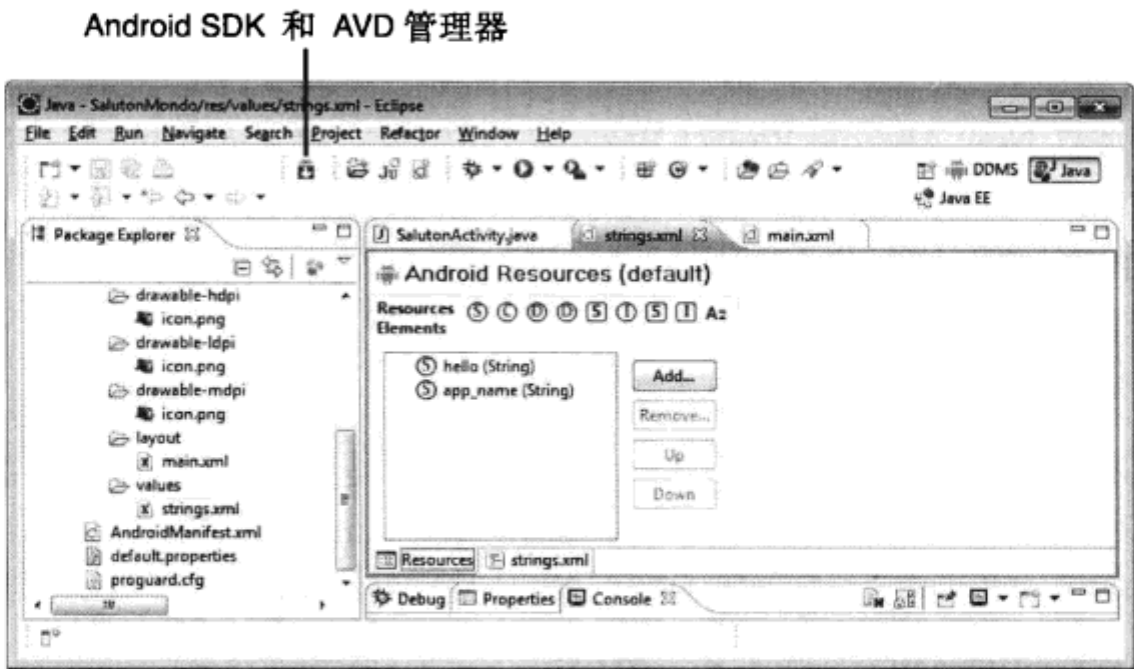 Android SDK 和 AVD 管理器
Java - SalutonMondo/res/values/strings.xml - Eclipse
File Edit Run Navigate Search Project Refactor Window Help
DDMS Java
Java EE
Package Explorer
SalutonActivity.java strings.xml main.xml
drawable-hdpi
icon.png
drawable-ldpi
icon.png
drawable-mdpi
icon.png
layout
main.xml
values
strings.xml
AndroidManifest.xml
default.properties
proguard.cfg
Android Resources (default)
Resources Elements S C D D S T S I Az
S hello (String)
S app_name (String)
Add...
Remove...
Up
Down
Resources strings.xml
Debug Properties Console